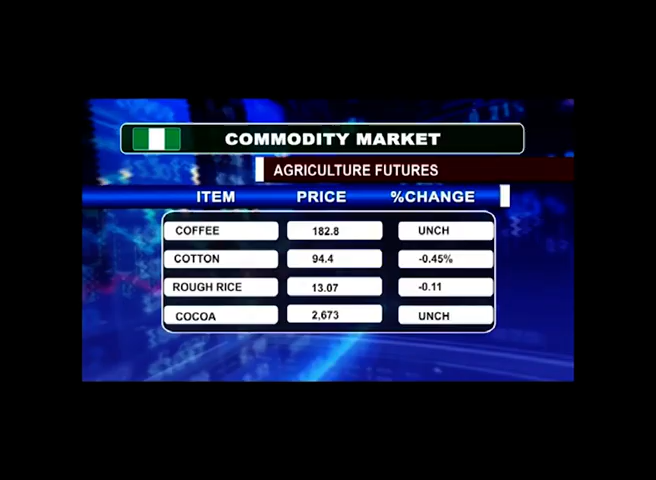 COMMODITY MARKET
AGRICULTURE FUTURES
ITEM PRICE %CHANGE
COFFEE 182.8 UNCH
COTTON 94.4 -0.45%
ROUGH RICE 13.07 -0.11
COCOA 2,673 UNCH